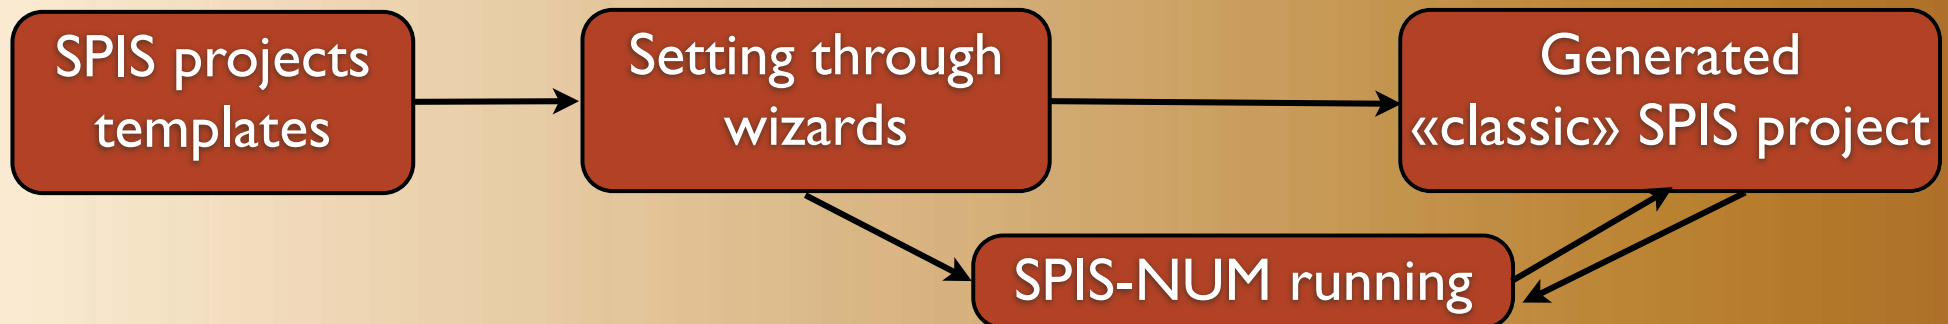 SPIS projects
templates
Setting through
wizards
Generated
«classic» SPIS project
SPIS-NUM running